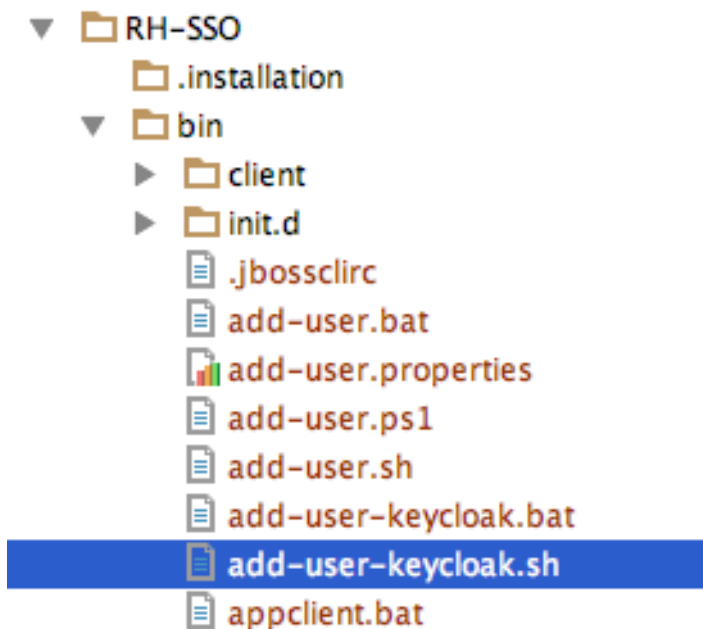 RH-SSO
.installation
bin
client
init.d
.jbossclirc
add-user.bat
add-user.properties
add-user.ps1
add-user.sh
add-user-keycloak.bat
add-user-keycloak.sh
appclient.bat